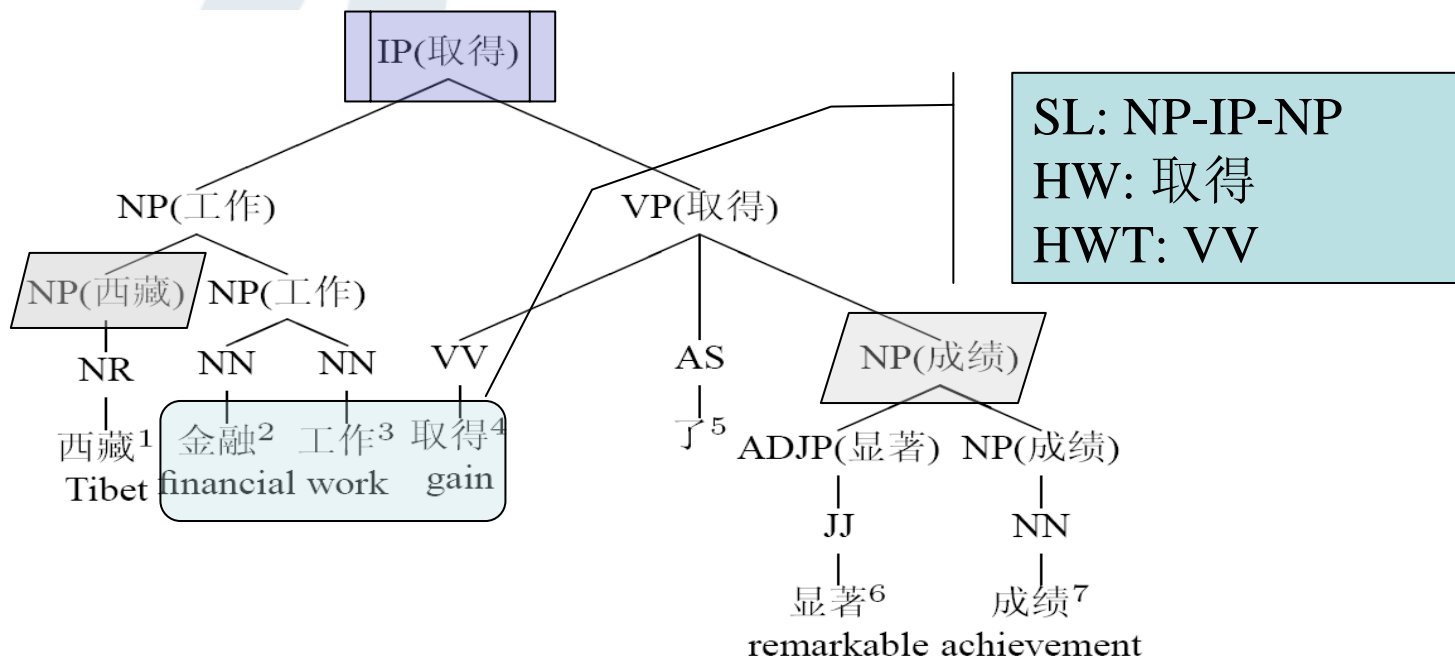 IP(取得)
SL: NP-IP-NP
HW: 取得
HWT: VV
NP(工作) VP(取得)
NP(西藏) NP(工作)
NP(成绩)
NR NN NN VV AS
西藏1 金融2 工作3 取得4 了5 ADJP(显著) NP(成绩)
Tibet financial work gain
JJ NN
显著6 成绩7
remarkable achievement